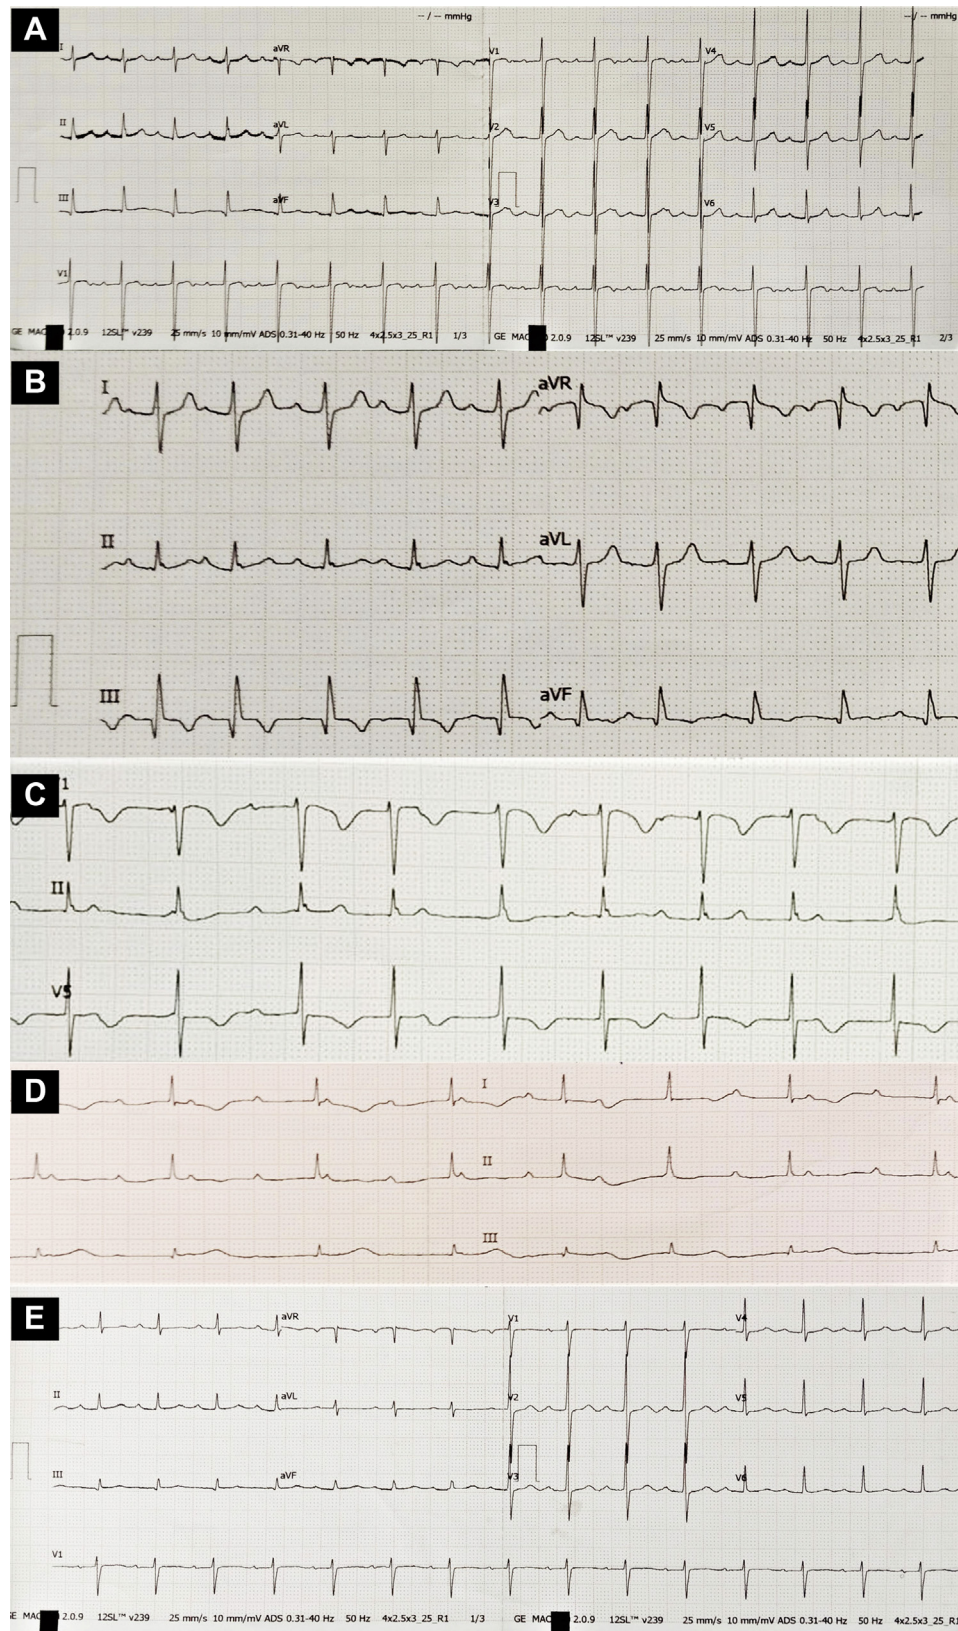 A
-- / -- mmHg
-- / -- mmHg
I
aVR
V1
V4
II
aVL
V2
V5
III
aVF
V3
V6
V1
2.0.9 12SL™ v239 25 mm/s 10 mm/mV ADS 0.31-40 Hz 50 Hz 4x2.5x3_25_R1 1/3
GE MAC 2.0.9 12SL™ v239 25 mm/s 10 mm/mV ADS 0.31-40 Hz 50 Hz 4x2.5x3_25_R1 2/3
B
I
aVR
II
aVL
III
aVF
C
II
V5
D
I
II
III
E
aVR
V1
V4
II
aVL
V2
V5
III
aVF
V3
V6
V1
2.0.9 12SL™ v239 25 mm/s 10 mm/mV ADS 0.31-40 Hz 50 Hz 4x2.5x3_25_R1 1/3
GE MAC 2.0.9 12SL™ v239 25 mm/s 10 mm/mV ADS 0.31-40 Hz 50 Hz 4x2.5x3_25_R1